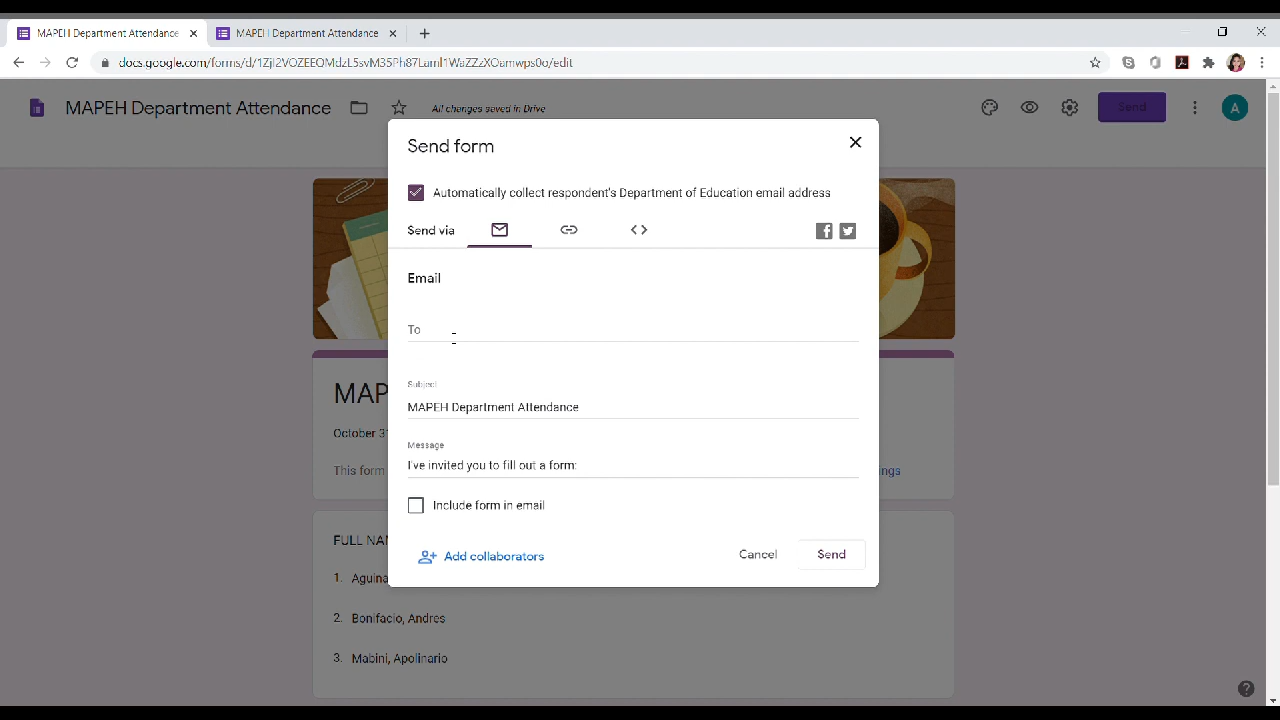 MAPEH Department Attendance
MAPEH Department Attendance
docs.google.com/forms/d/1Zjl2VOZEEOMdzL5svM35Ph87Laml1WaZZzXOamwps0o/edit
MAPEH Department Attendance
All changes saved in Drive
Send
A
Send form
Automatically collect respondent's Department of Education email address
Send via
Email
To
Subject
MAPEH Department Attendance
Message
I've invited you to fill out a form:
Include form in email
Add collaborators
Cancel
Send
MAP
October 31
This form
ngs
FULL NAM
1. Aguina
2. Bonifacio, Andres
3. Mabini, Apolinario